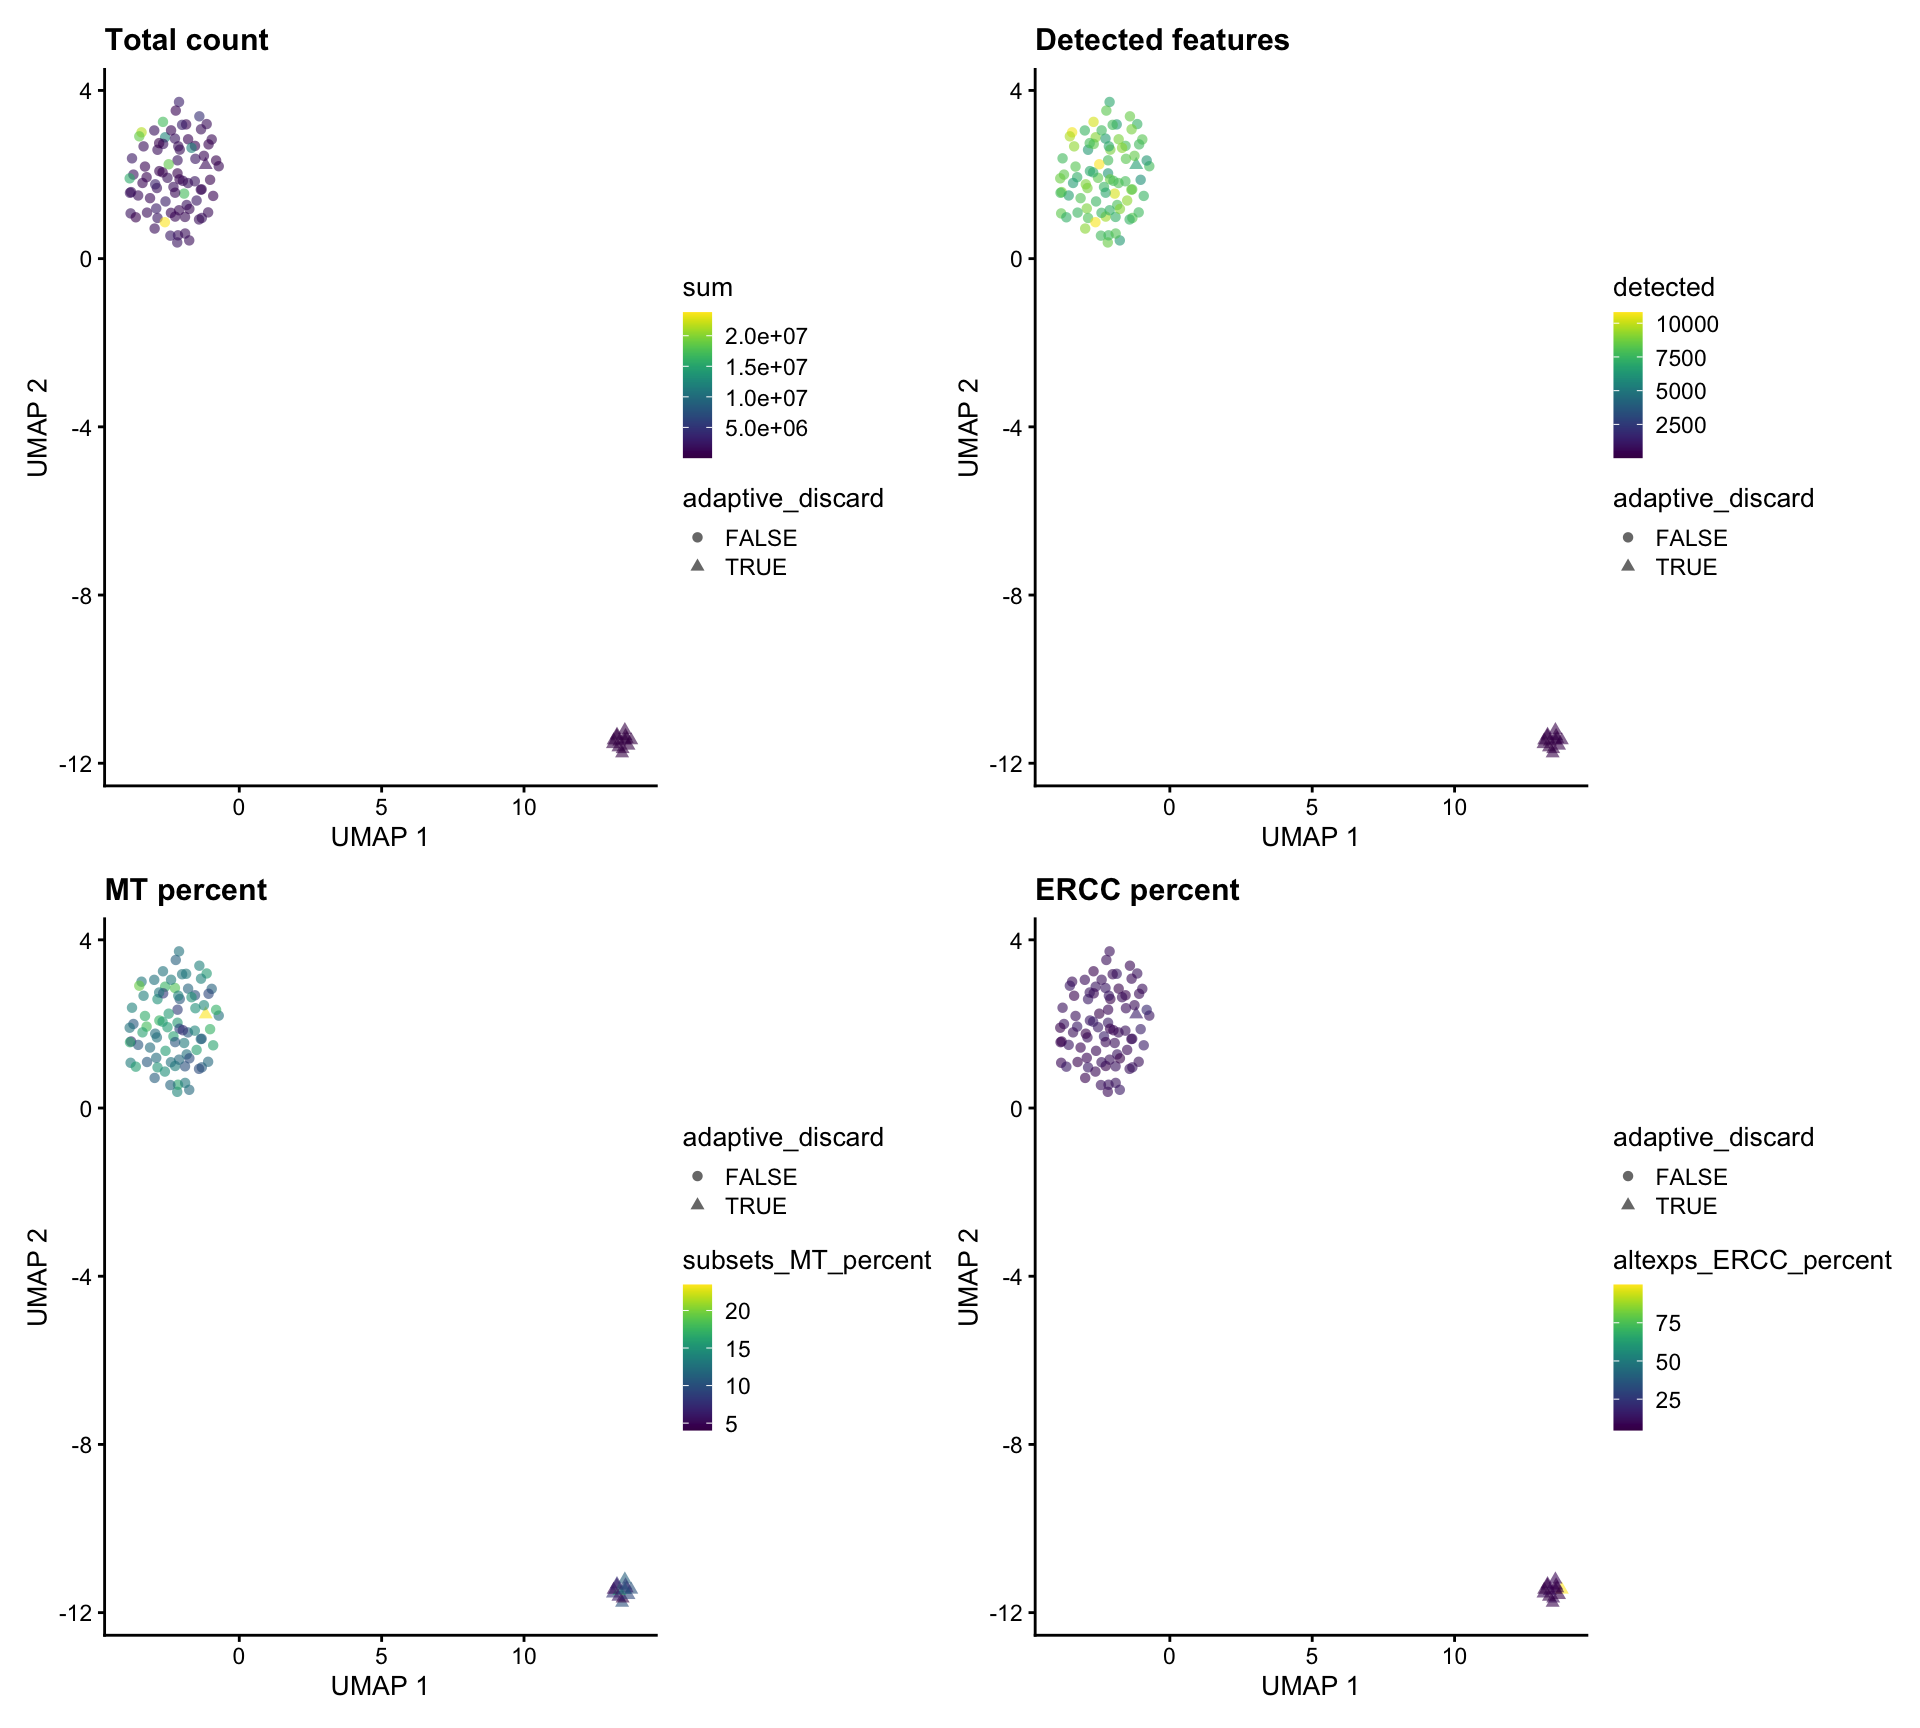 Total count
4
0
-4
-8
-12
0 5 10
UMAP 1
UMAP 2
sum
2.0e+07
1.5e+07
1.0e+07
5.0e+06
adaptive_discard
FALSE
TRUE
Detected features
4
0
-4
-8
-12
0 5 10
UMAP 1
UMAP 2
detected
10000
7500
5000
2500
adaptive_discard
FALSE
TRUE
MT percent
4
0
-4
-8
-12
0 5 10
UMAP 1
UMAP 2
adaptive_discard
FALSE
TRUE
subsets_MT_percent
20
15
10
5
ERCC percent
4
0
-4
-8
-12
0 5 10
UMAP 1
UMAP 2
adaptive_discard
FALSE
TRUE
altexps_ERCC_percent
75
50
25